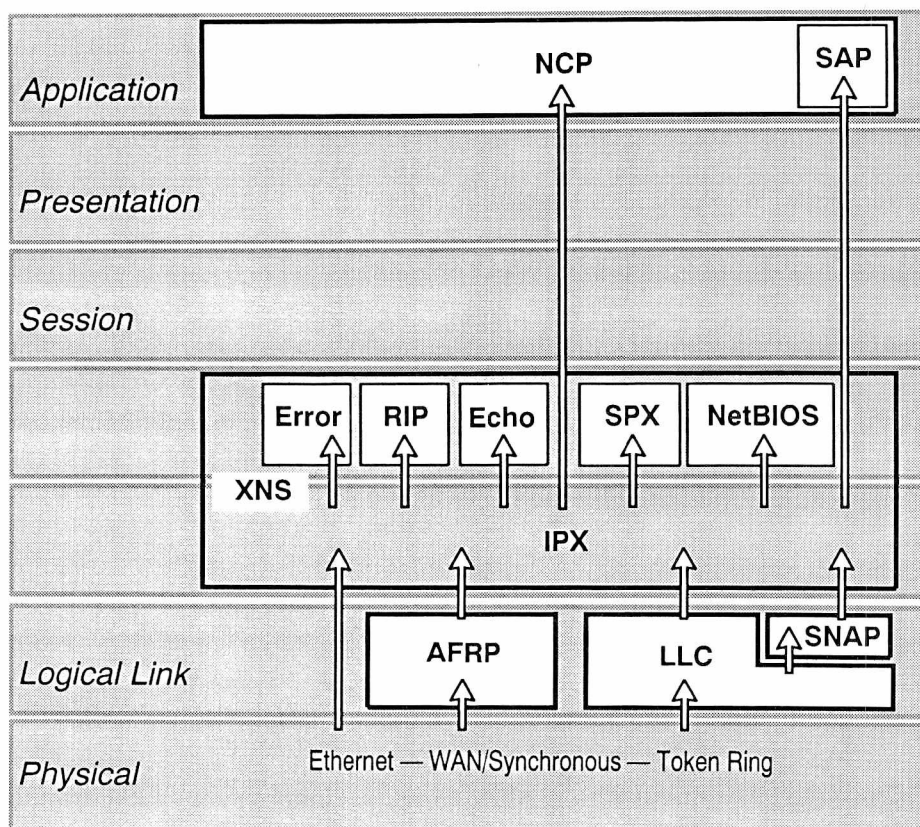 NCP
SAP
Application
Presentation
Session
Error
RIP
Echo
SPX
NetBIOS
XNS
IPX
AFRP
LLC
SNAP
Logical Link
Ethernet — WAN/Synchronous — Token Ring
Physical